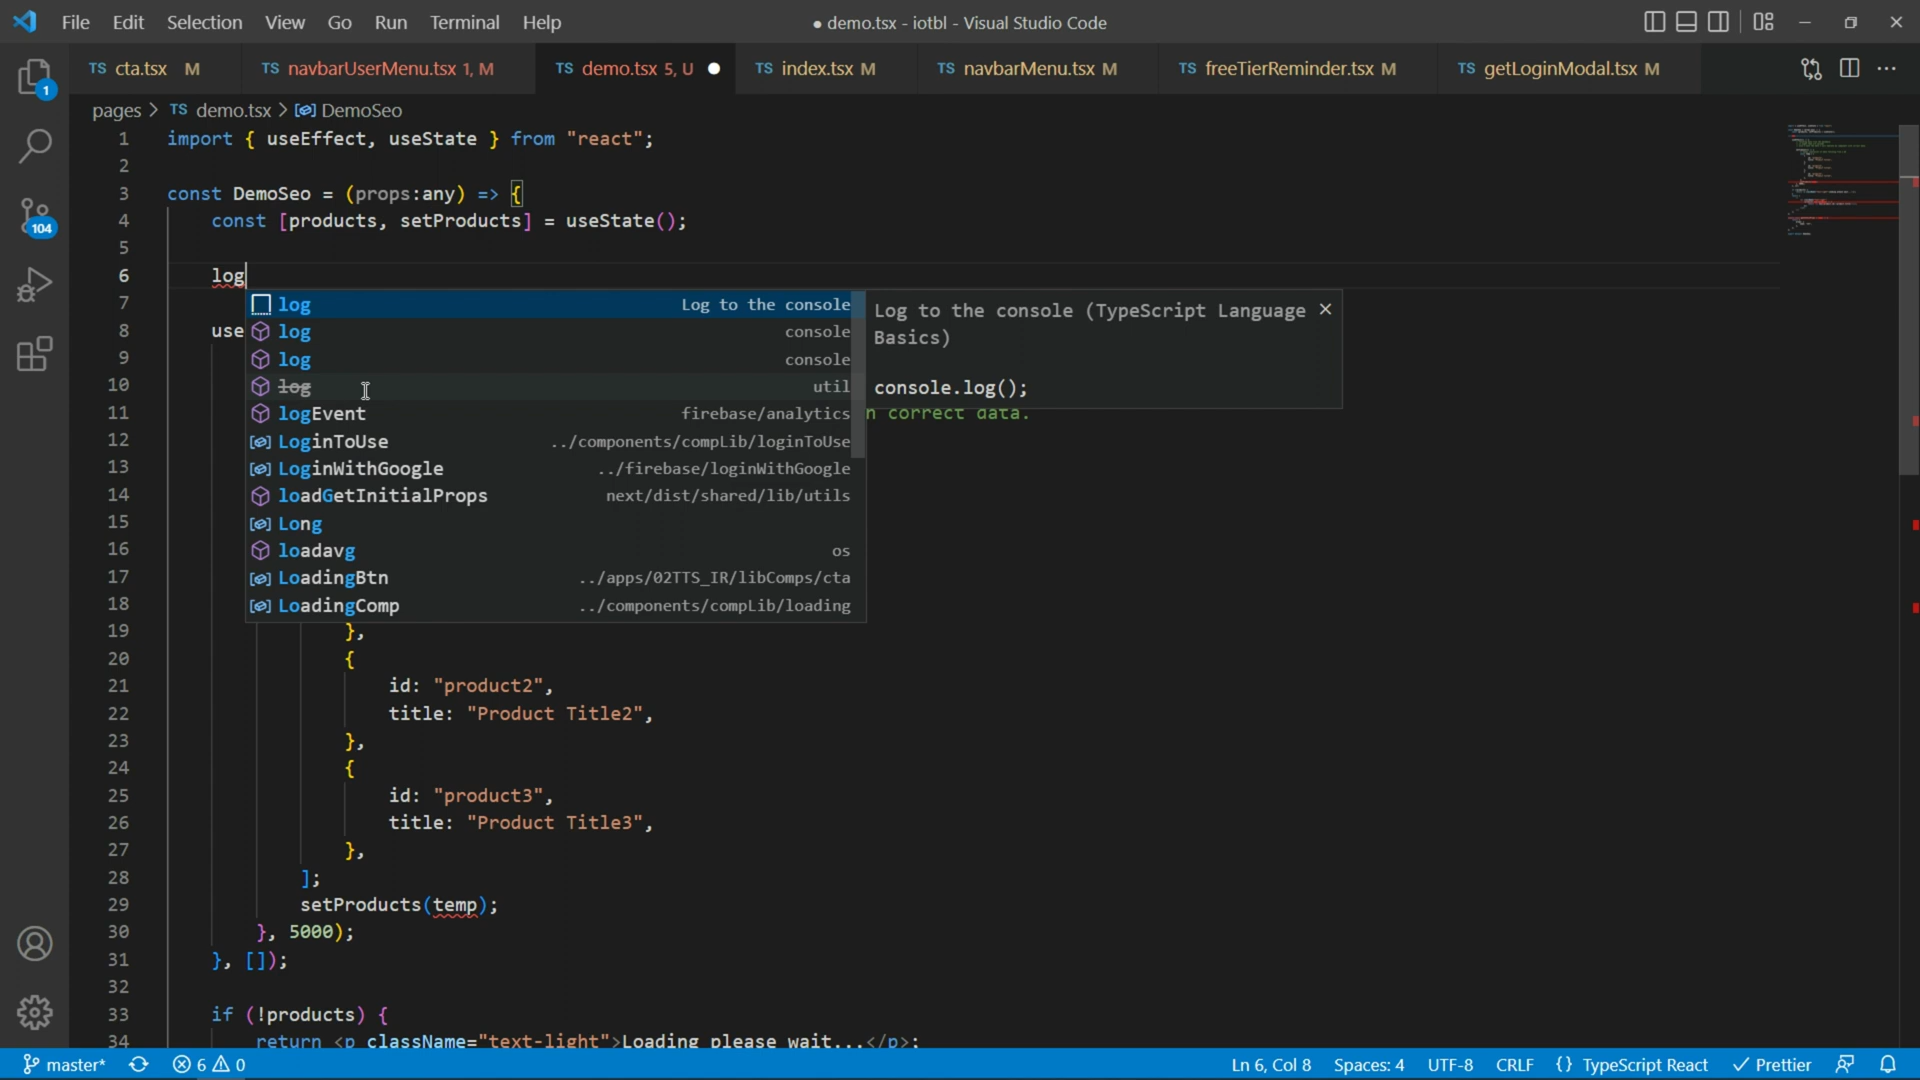 File Edit Selection View Go Run Terminal Help
● demo.tsx - iotbl - Visual Studio Code
TS cta.tsx M
TS navbarUserMenu.tsx 1, M
TS demo.tsx 5, U
TS index.tsx M
TS navbarMenu.tsx M
TS freeTierReminder.tsx M
TS getLoginModal.tsx M
pages > TS demo.tsx > DemoSeo
1 import { useEffect, useState } from "react";
2
3 const DemoSeo = (props:any) => {
4 const [products, setProducts] = useState();
5
6 log
7
8 use
9
10
11 n correct data.
12
13
14
15
16
17
18
19 },
20 {
21 id: "product2",
22 title: "Product Title2",
23 },
24 {
25 id: "product3",
26 title: "Product Title3",
27 },
28 ];
29 setProducts(temp);
30 }, 5000);
31 }, []);
32
33 if (!products) {
34 return <p className="text-light">Loading please wait...</p>;
log Log to the console
log console
log console
log util
logEvent firebase/analytics
LoginToUse ../components/compLib/loginToUse
LoginWithGoogle ../firebase/loginWithGoogle
loadGetInitialProps next/dist/shared/lib/utils
Long
loadavg os
LoadingBtn ../apps/02TTS_IR/libComps/cta
LoadingComp ../components/compLib/loading
Log to the console (TypeScript Language
Basics)
console.log();
1
104
master* 6 0
Ln 6, Col 8 Spaces: 4 UTF-8 CRLF {} TypeScript React Prettier